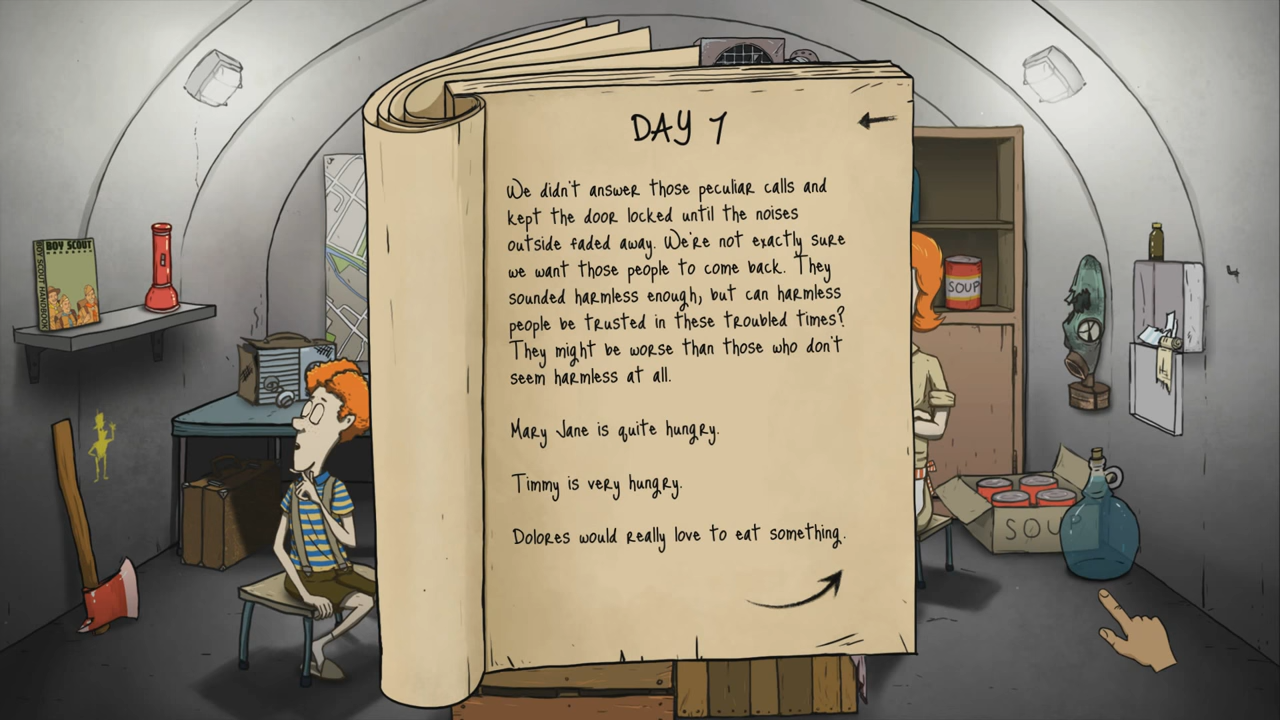 DAY 7
We didn't answer those peculiar calls and
kept the door locked until the noises
outside faded away. We're not exactly sure
we want those people to come back. They
sounded harmless enough, but can harmless
people be trusted in these troubled times?
They might be worse than those who don't
seem harmless at all.
Mary Jane is quite hungry.
Timmy is very hungry.
Dolores would really love to eat something.
BOY SCOUT
BOY SCOUT HANDBOOK
SOUP
SOU